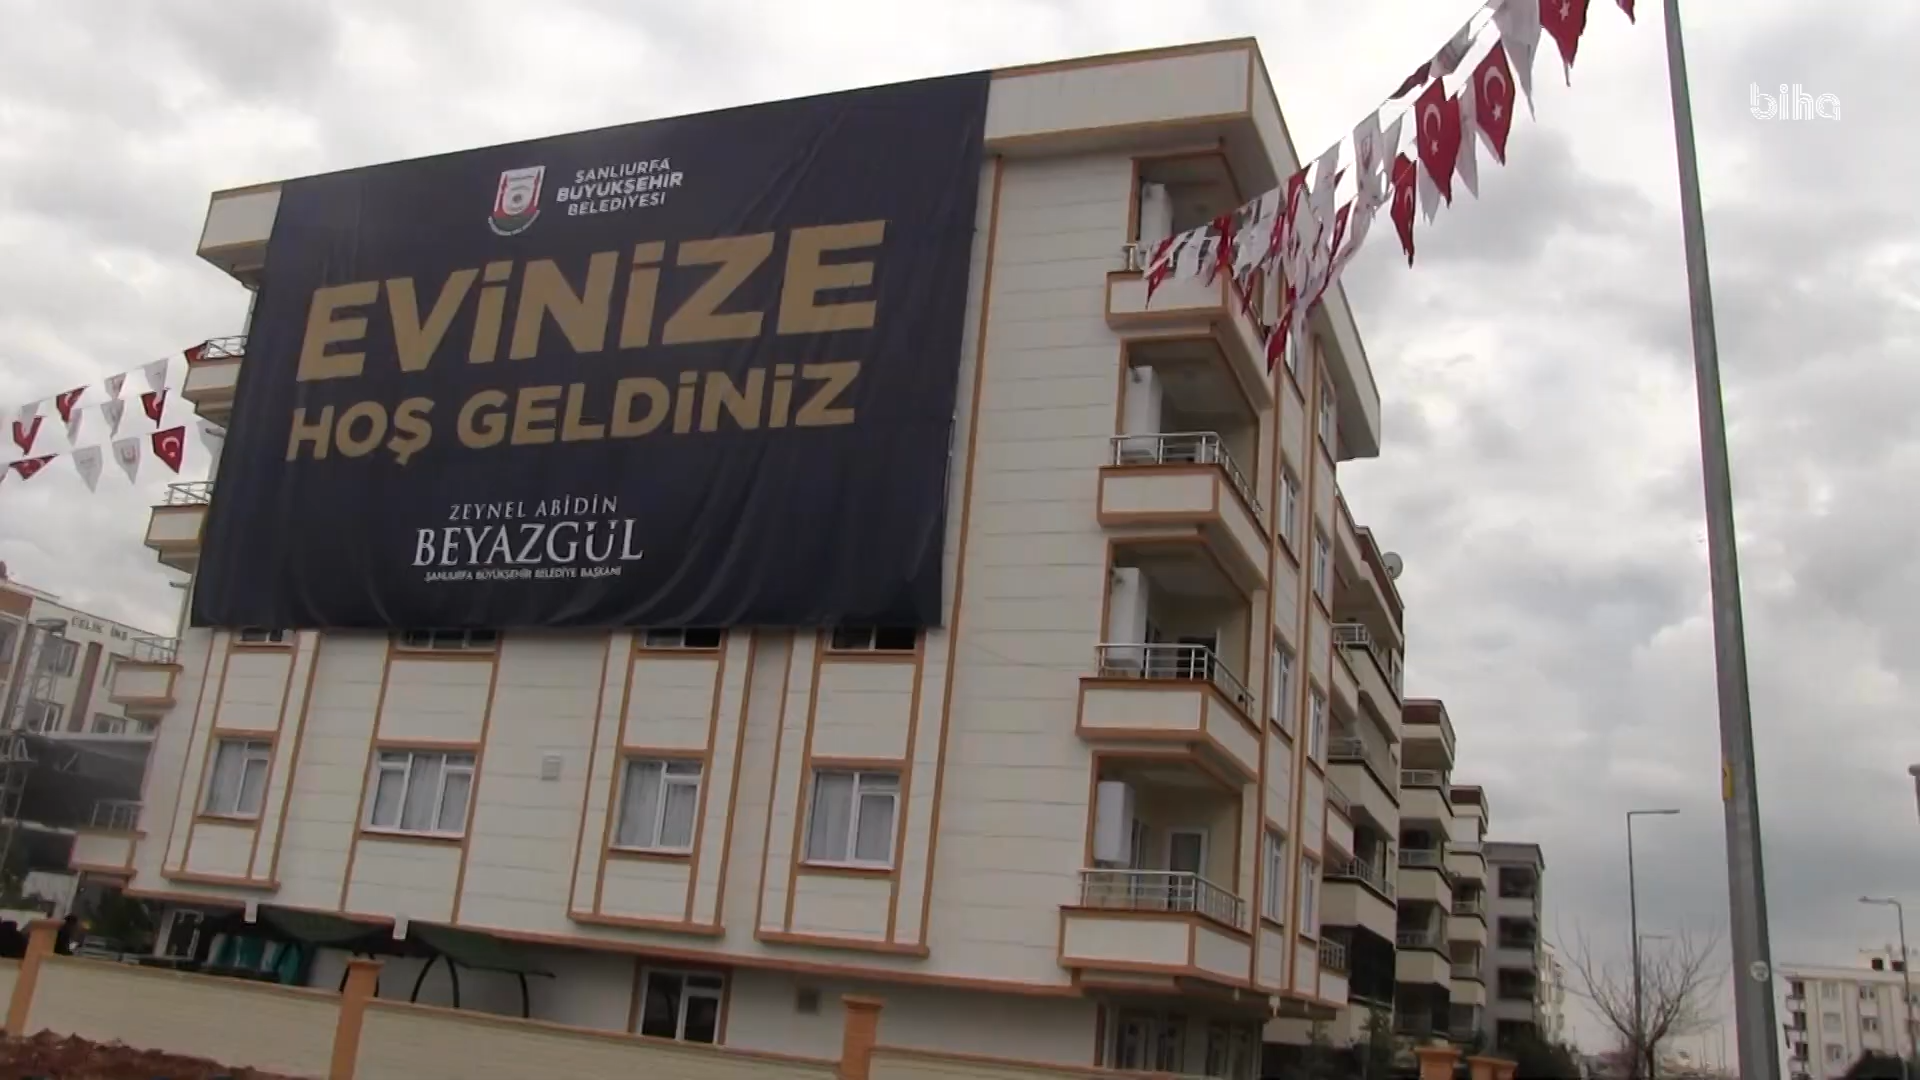 biha
ŞANLIURFA
BÜYÜKŞEHİR
BELEDİYESİ
EVİNİZE
HOŞ GELDİNİZ
ZEYNEL ABİDİN
BEYAZGÜL
ŞANLIURFA BÜYÜKŞEHİR BELEDİYE BAŞKANI